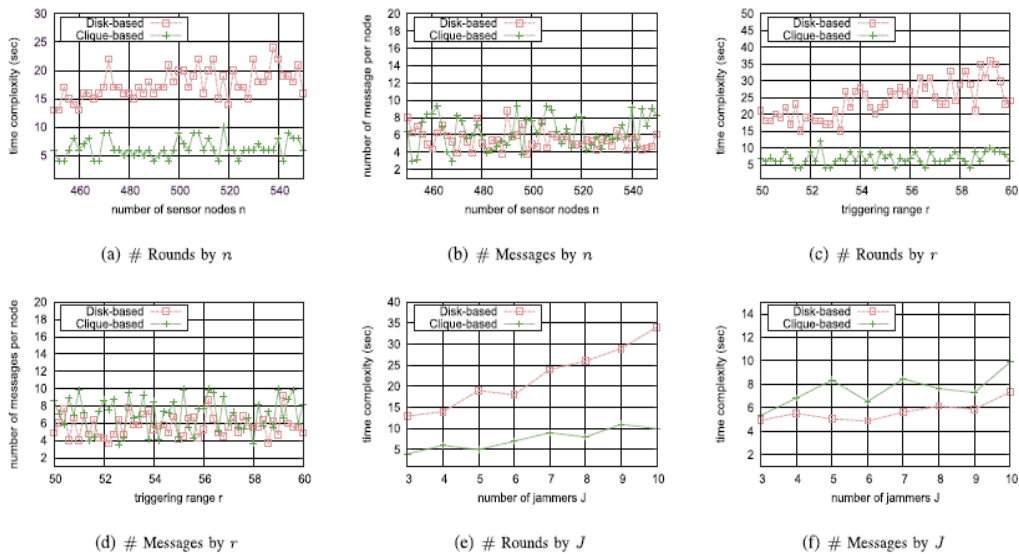 Disk-based
Clique-based
30
25
20
15
10
5
460 480 500 520 540
time complexity (sec)
number of sensor nodes n
(a) # Rounds by n
Disk-based
Clique-based
20
18
16
14
12
10
8
6
4
2
460 480 500 520 540
number of message per node
number of sensor nodes n
(b) # Messages by n
Disk-based
Clique-based
50
45
40
35
30
25
20
15
10
5
50 52 54 56 58 60
time complexity (sec)
triggering range r
(c) # Rounds by r
Disk-based
Clique-based
20
18
16
14
12
10
8
6
4
2
50 52 54 56 58 60
number of messages per node
triggering range r
(d) # Messages by r
Disk-based
Clique-based
40
35
30
25
20
15
10
5
3 4 5 6 7 8 9 10
time complexity (sec)
number of jammers J
(e) # Rounds by J
Disk-based
Clique-based
14
12
10
8
6
4
2
3 4 5 6 7 8 9 10
time complexity (sec)
number of jammers J
(f) # Messages by J